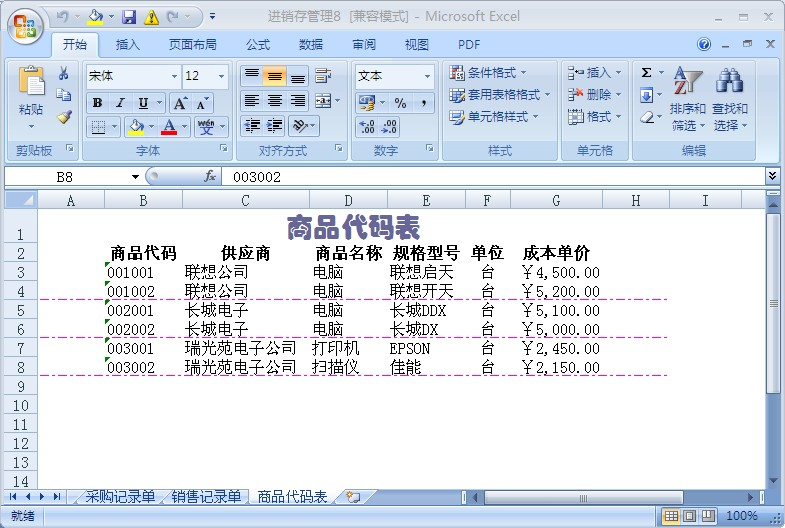 进销存管理8 [兼容模式] - Microsoft Excel
开始 插入 页面布局 公式 数据 审阅 视图 PDF
宋体 12 文本 条件格式 插入 Σ
粘贴 B I U A A % , 套用表格格式 删除 排序和筛选 查找和选择
A wén 文 .00 .0 单元格样式 格式
剪贴板 字体 对齐方式 数字 样式 单元格 编辑
B8 fx 003002
A B C D E F G H I
1 商品代码表
2 商品代码 供应商 商品名称 规格型号 单位 成本单价
3 001001 联想公司 电脑 联想启天 台 ￥4,500.00
4 001002 联想公司 电脑 联想开天 台 ￥5,200.00
5 002001 长城电子 电脑 长城DDX 台 ￥5,100.00
6 002002 长城电子 电脑 长城DX 台 ￥5,000.00
7 003001 瑞光苑电子公司 打印机 EPSON 台 ￥2,450.00
8 003002 瑞光苑电子公司 扫描仪 佳能 台 ￥2,150.00
9
10
11
12
13
14
采购记录单 销售记录单 商品代码表
就绪 100%